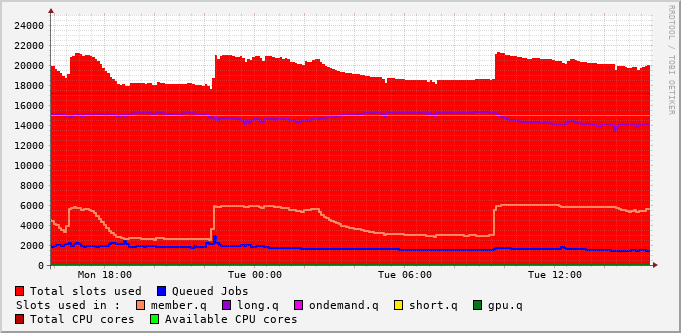 24000
22000
20000
18000
16000
14000
12000
10000
8000
6000
4000
2000
0
Mon 18:00 Tue 00:00 Tue 06:00 Tue 12:00
Total slots used Queued Jobs
Slots used in : member.q long.q ondemand.q short.q gpu.q
Total CPU cores Available CPU cores
RRDTOOL / TOBI OETIKER